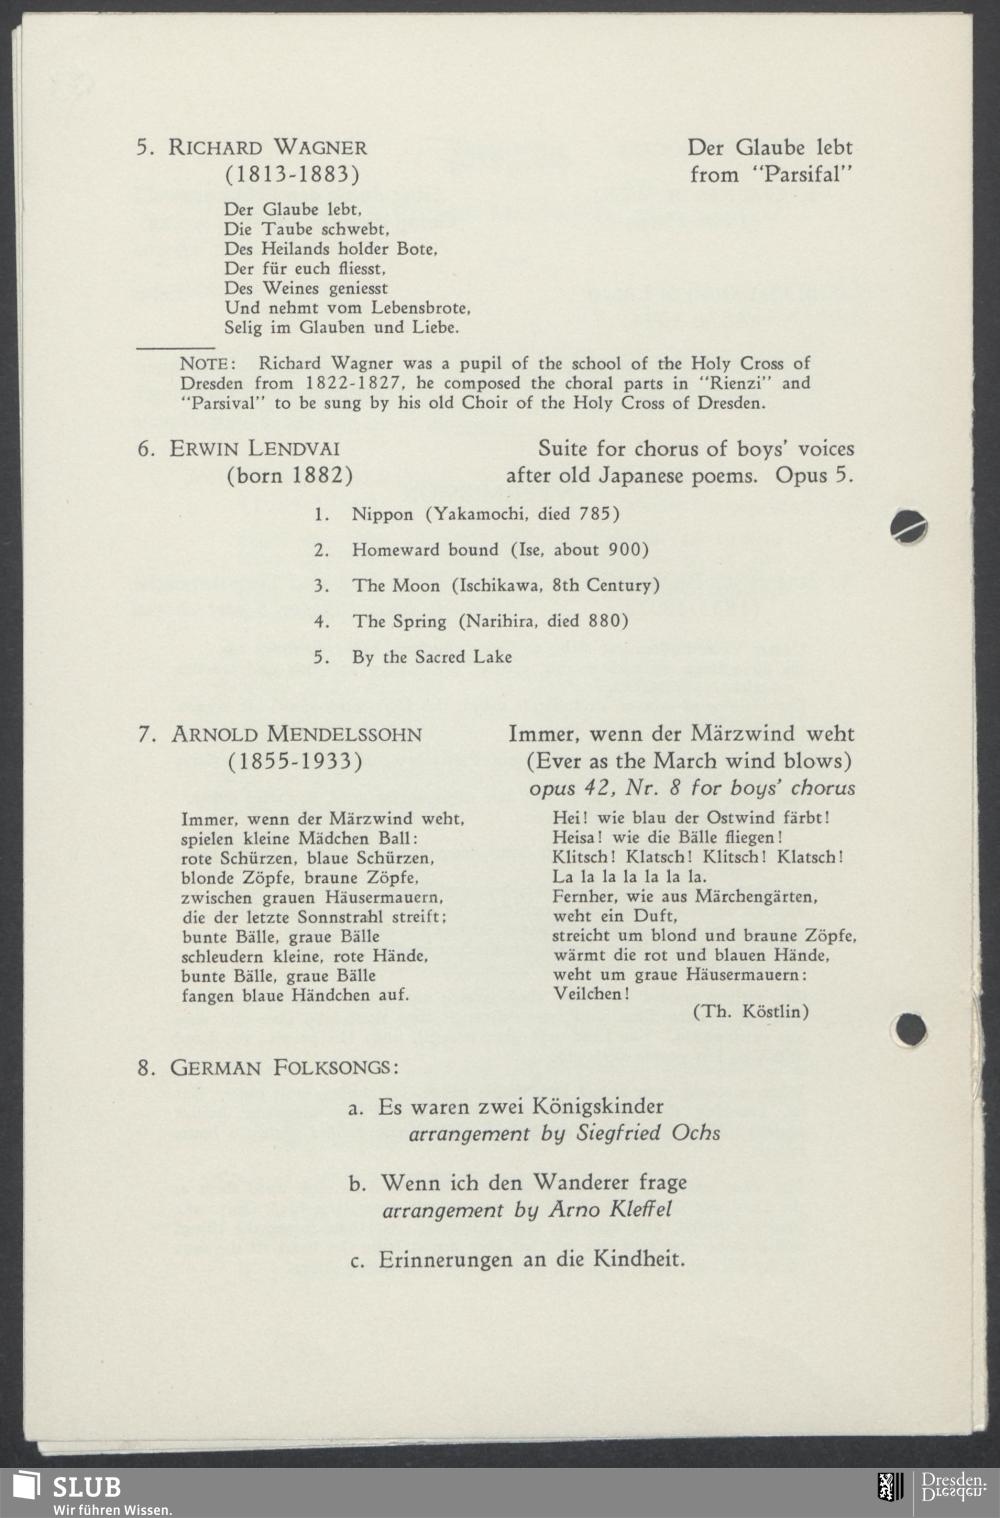 5. RICHARD WAGNER
(1813-1883)
Der Glaube lebt
from "Parsifal"
Der Glaube lebt,
Die Taube schwebt,
Des Heilands holder Bote,
Der für euch fliesst,
Des Weines geniesst
Und nehmt vom Lebensbrote,
Selig im Glauben und Liebe.
NOTE: Richard Wagner was a pupil of the school of the Holy Cross of
Dresden from 1822-1827, he composed the choral parts in "Rienzi" and
"Parsival" to be sung by his old Choir of the Holy Cross of Dresden.
6. ERWIN LENDVAI
(born 1882)
Suite for chorus of boys' voices
after old Japanese poems. Opus 5.
1. Nippon (Yakamochi, died 785)
2. Homeward bound (Ise, about 900)
3. The Moon (Ischikawa, 8th Century)
4. The Spring (Narihira, died 880)
5. By the Sacred Lake
7. ARNOLD MENDELSSOHN
(1855-1933)
Immer, wenn der Märzwind weht
(Ever as the March wind blows)
opus 42, Nr. 8 for boys' chorus
Immer, wenn der Märzwind weht,
spielen kleine Mädchen Ball:
rote Schürzen, blaue Schürzen,
blonde Zöpfe, braune Zöpfe,
zwischen grauen Häusermauern,
die der letzte Sonnstrahl streift;
bunte Bälle, graue Bälle
schleudern kleine, rote Hände,
bunte Bälle, graue Bälle
fangen blaue Händchen auf.
Hei! wie blau der Ostwind färbt!
Heisa! wie die Bälle fliegen!
Klitsch! Klatsch! Klitsch! Klatsch!
La la la la la la la.
Fernher, wie aus Märchengärten,
weht ein Duft,
streicht um blond und braune Zöpfe,
wärmt die rot und blauen Hände,
weht um graue Häusermauern:
Veilchen!
(Th. Köstlin)
8. GERMAN FOLKSONGS:
a. Es waren zwei Königskinder
arrangement by Siegfried Ochs
b. Wenn ich den Wanderer frage
arrangement by Arno Kleffel
c. Erinnerungen an die Kindheit.
SLUB
Wir führen Wissen.
Dresden.
Dresden.